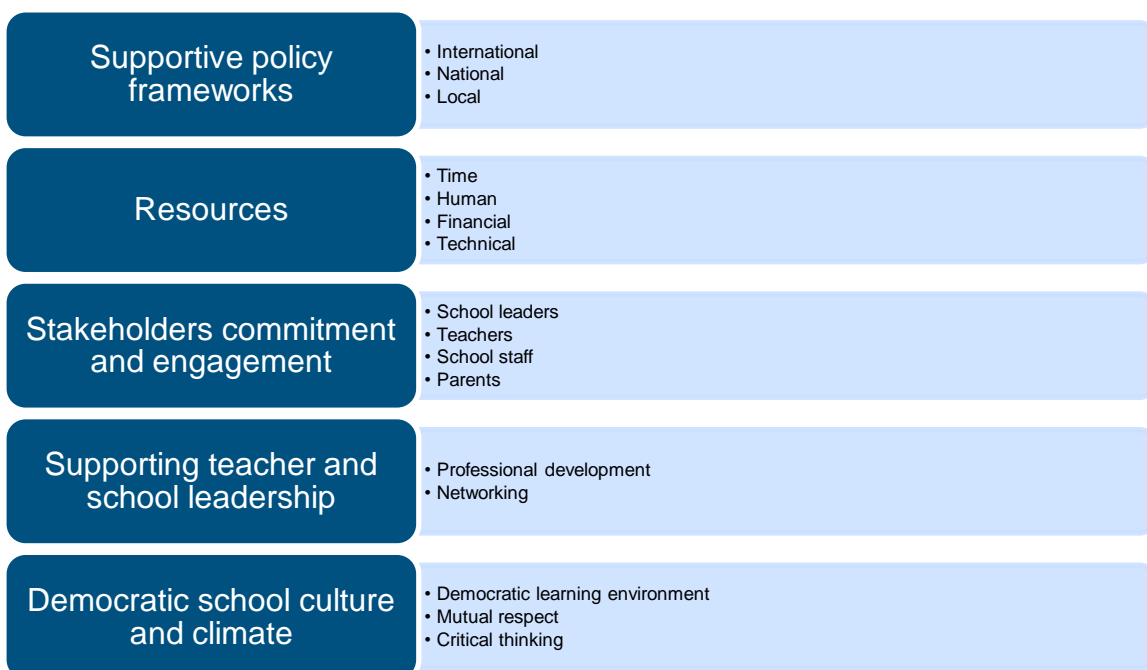 Supportive policy
frameworks
• International
• National
• Local
Resources
• Time
• Human
• Financial
• Technical
Stakeholders commitment
and engagement
• School leaders
• Teachers
• School staff
• Parents
Supporting teacher and
school leadership
• Professional development
• Networking
Democratic school culture
and climate
• Democratic learning environment
• Mutual respect
• Critical thinking